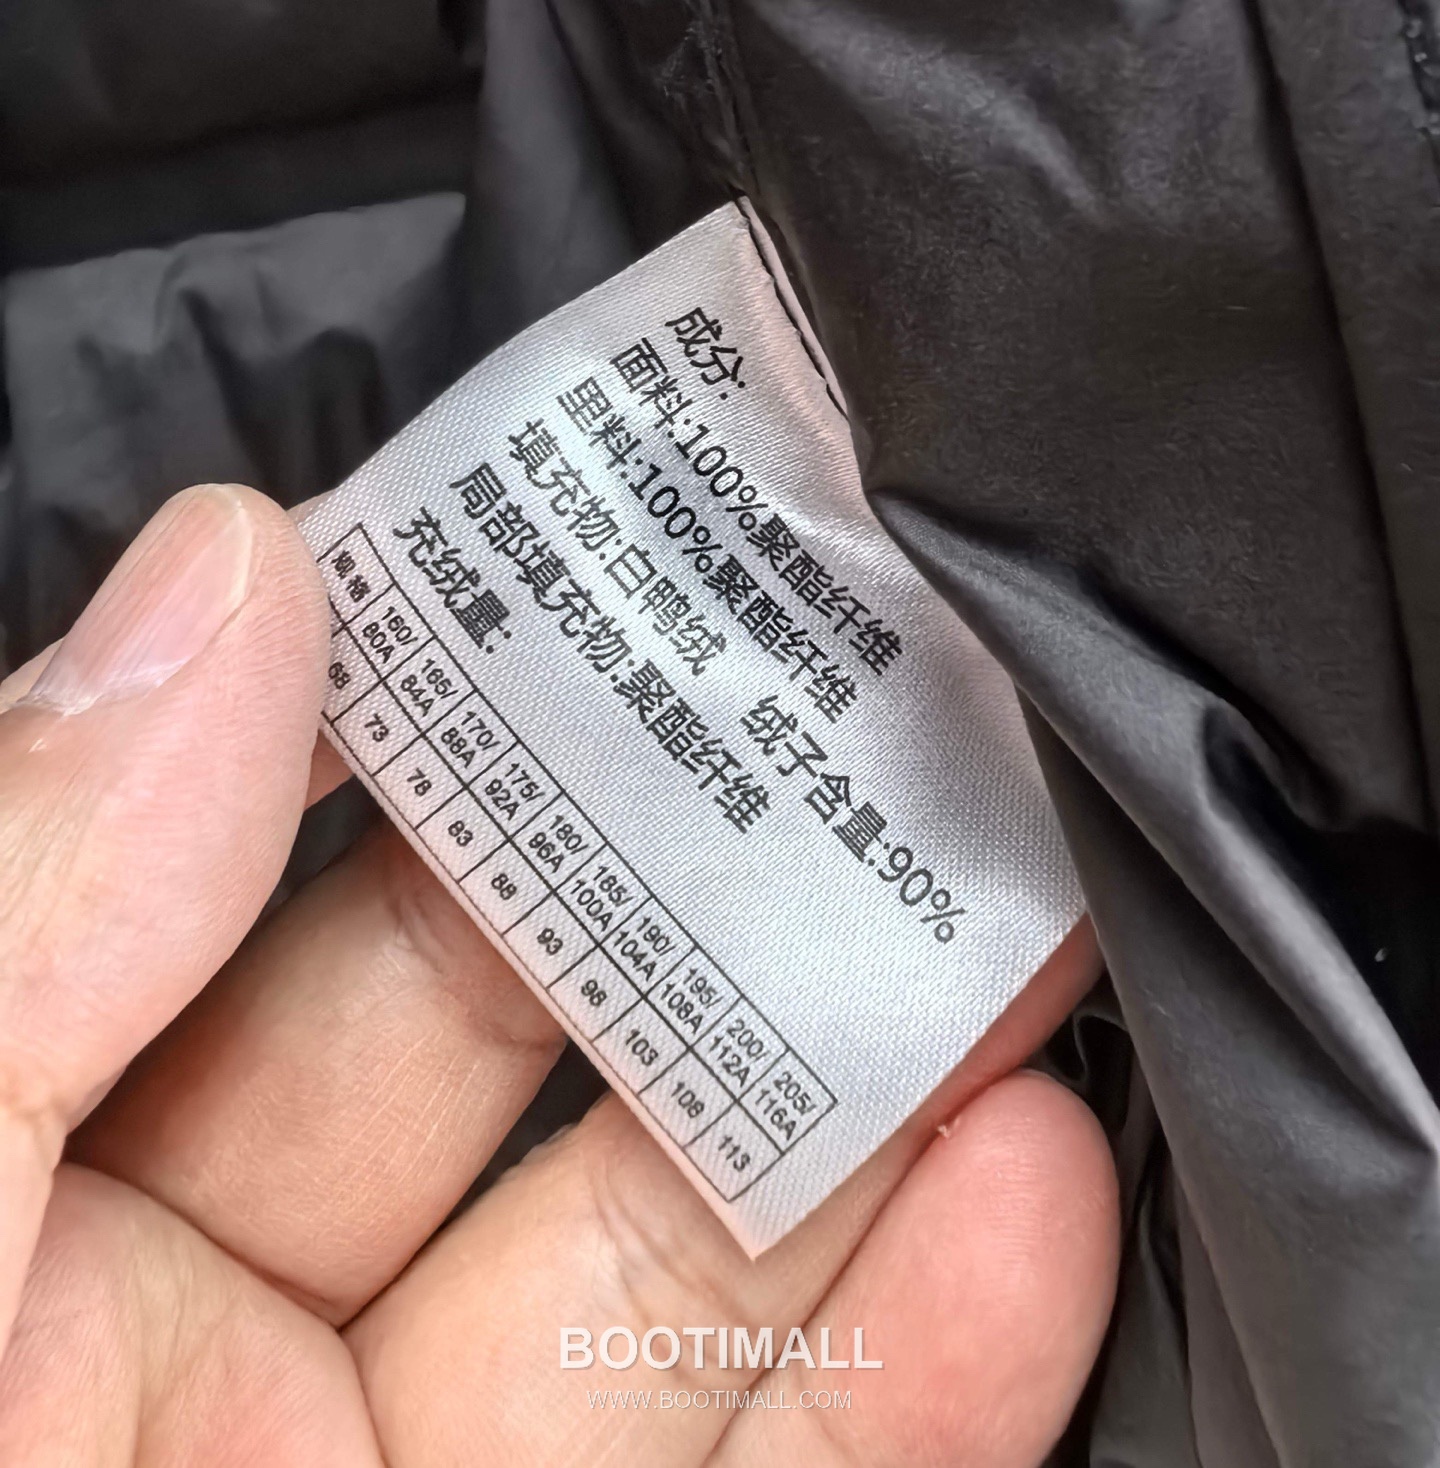 成分:
面料:100%聚酯纤维
里料:100%聚酯纤维
填充物:白鸭绒 绒子含量:90%
局部填充物:聚酯纤维
充绒量:
规格 160/ 165/ 170/ 175/ 180/ 185/ 190/ 195/ 200/ 205/
80A 84A 88A 92A 96A 100A 104A 108A 112A 116A
68 73 78 83 88 93 98 103 108 113
BOOTIMALL
WWW.BOOTIMALL.COM